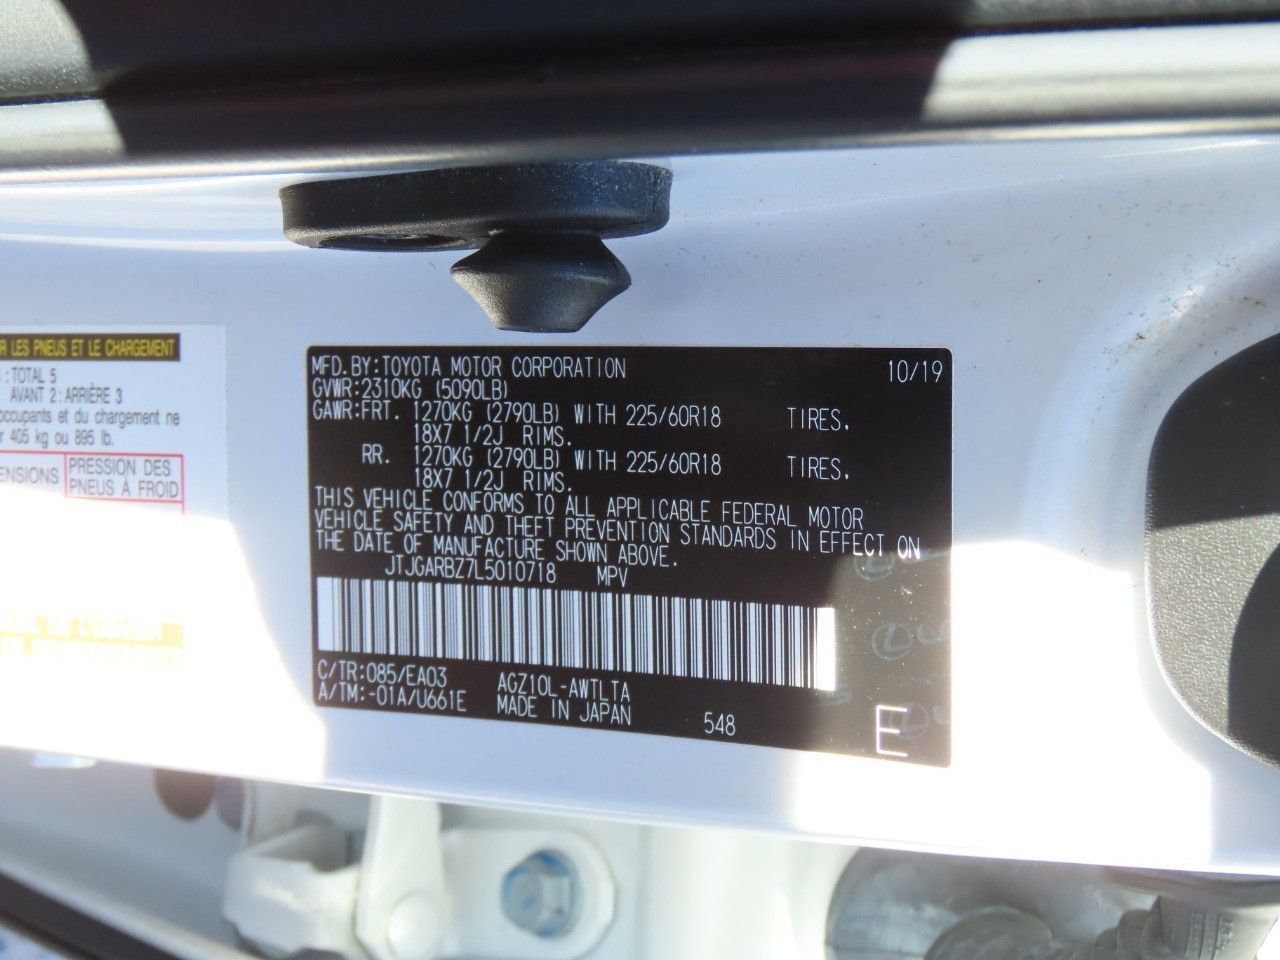 R LES PNEUS ET LE CHARGEMENT
: TOTAL 5
AVANT 2 : ARRIÈRE 3
occupants et du chargement ne
r 405 kg ou 895 lb.
ENSIONS
PRESSION DES
PNEUS À FROID
MFD.BY:TOYOTA MOTOR CORPORATION 10/19
GVWR:2310KG (5090LB)
GAWR:FRT. 1270KG (2790LB) WITH 225/60R18 TIRES,
18X7 1/2J RIMS.
RR. 1270KG (2790LB) WITH 225/60R18 TIRES,
18X7 1/2J RIMS.
THIS VEHICLE CONFORMS TO ALL APPLICABLE FEDERAL MOTOR
VEHICLE SAFETY AND THEFT PREVENTION STANDARDS IN EFFECT ON
THE DATE OF MANUFACTURE SHOWN ABOVE.
JTJGARBZ7L5010718 MPV
C/TR:085/EA03 AGZ10L-AWTLTA
A/TM:-01A/U661E MADE IN JAPAN 548 E